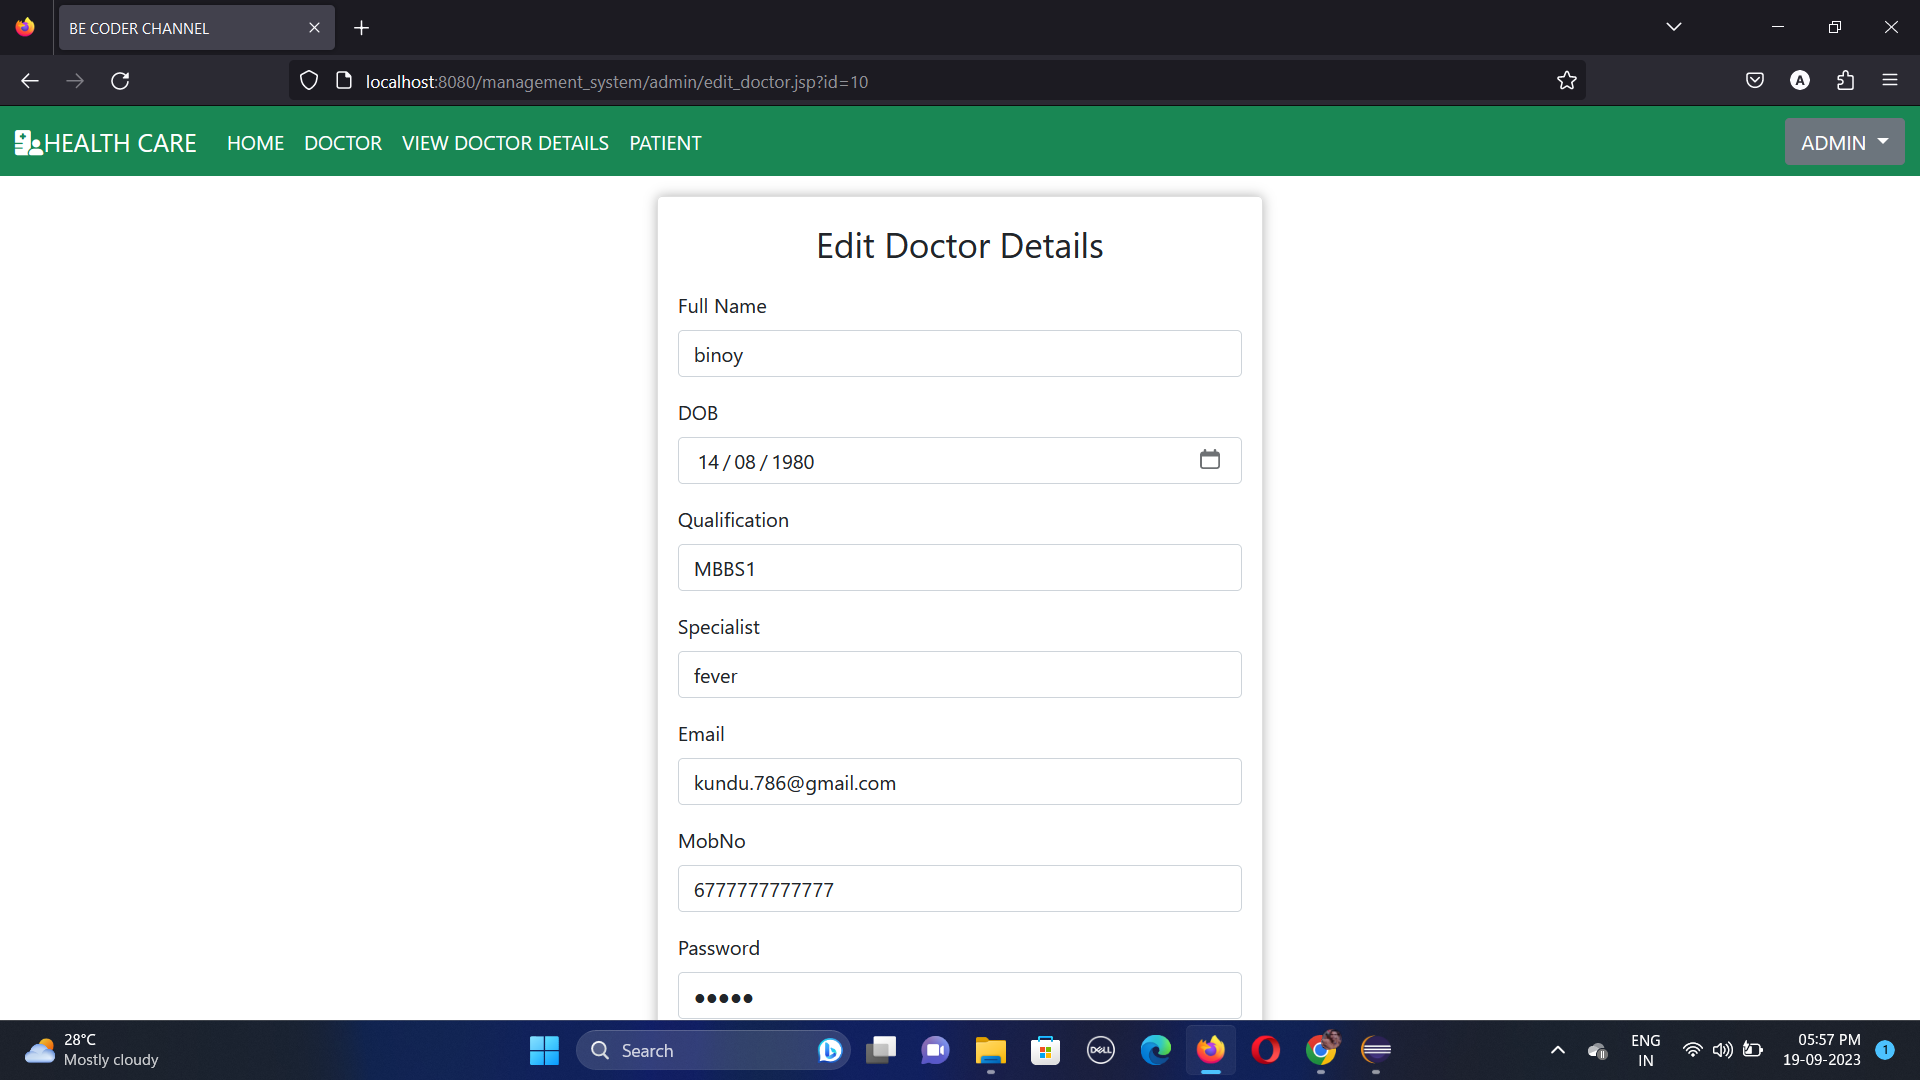 BE CODER CHANNEL
localhost:8080/management_system/admin/edit_doctor.jsp?id=10
A
HEALTH CARE HOME DOCTOR VIEW DOCTOR DETAILS PATIENT ADMIN
Edit Doctor Details
Full Name
binoy
DOB
14/08/1980
Qualification
MBBS1
Specialist
fever
Email
kundu.786@gmail.com
MobNo
6777777777777
Password
●●●●●
28°C
Mostly cloudy
Search
DELL
ENG
IN
05:57 PM
19-09-2023
1